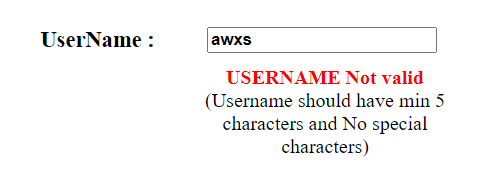 UserName : awxs
USERNAME Not valid
(Username should have min 5
characters and No special
characters)